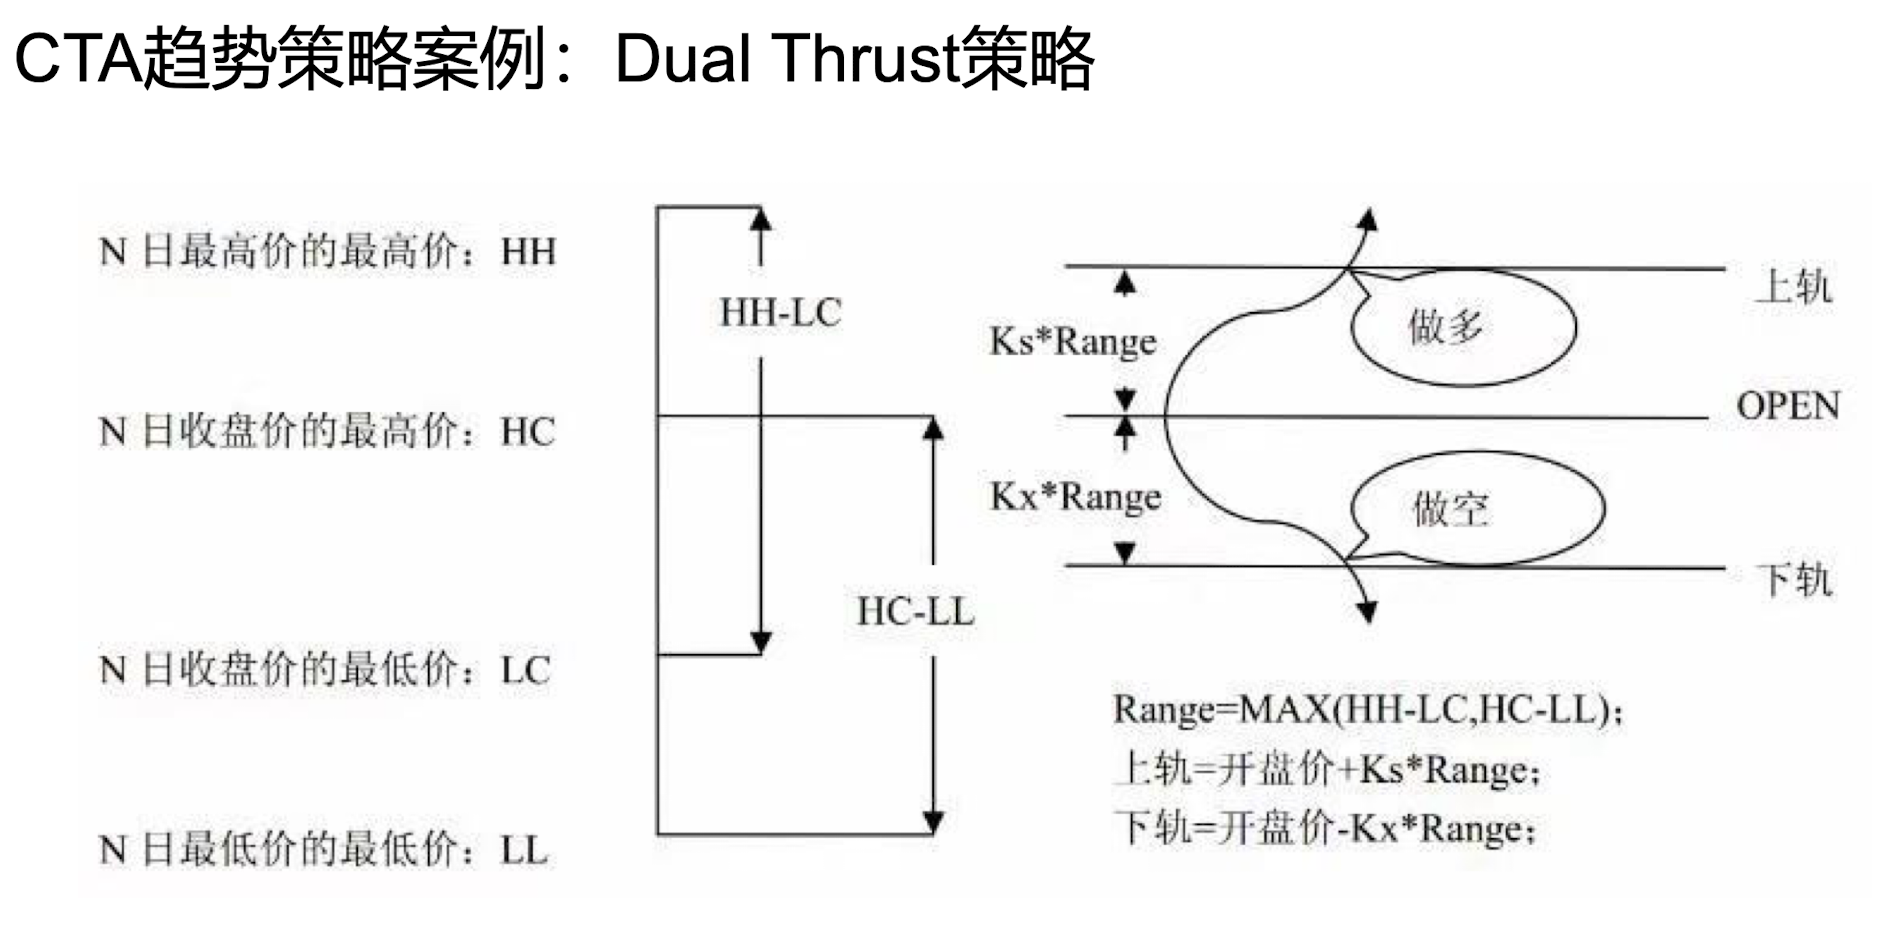 CTA趋势策略案例：Dual Thrust策略
N 日最高价的最高价：HH
N 日收盘价的最高价：HC
N 日收盘价的最低价：LC
N 日最低价的最低价：LL
HH-LC
HC-LL
Ks*Range
Kx*Range
上轨
做多
OPEN
做空
下轨
Range=MAX(HH-LC,HC-LL)；
上轨=开盘价+Ks*Range；
下轨=开盘价-Kx*Range；